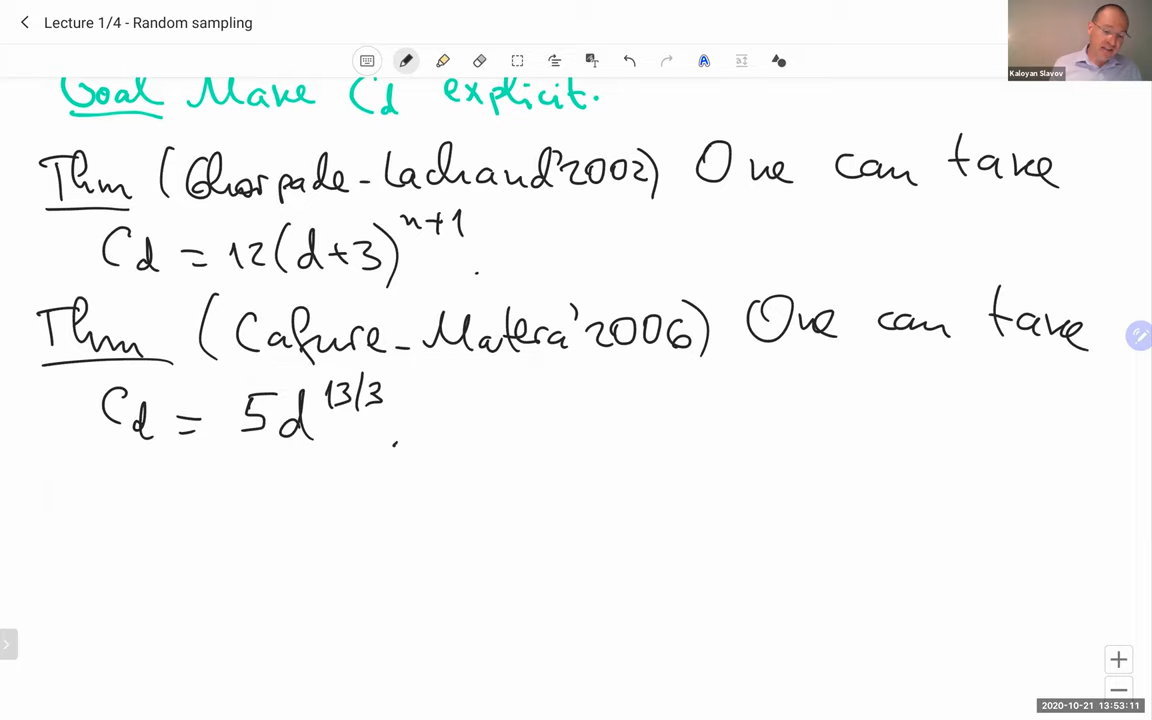 Lecture 1/4 - Random sampling
Kaloyan Slavov
Goal Make Cd explicit.
Thm (Ghorpade-Lachaud'2002) One can take
Cd = 12(d+3)^{n+1}.
Thm (Cafure-Matera'2006) One can take
Cd = 5d^{13/3}.
2020-10-21 13:53:11